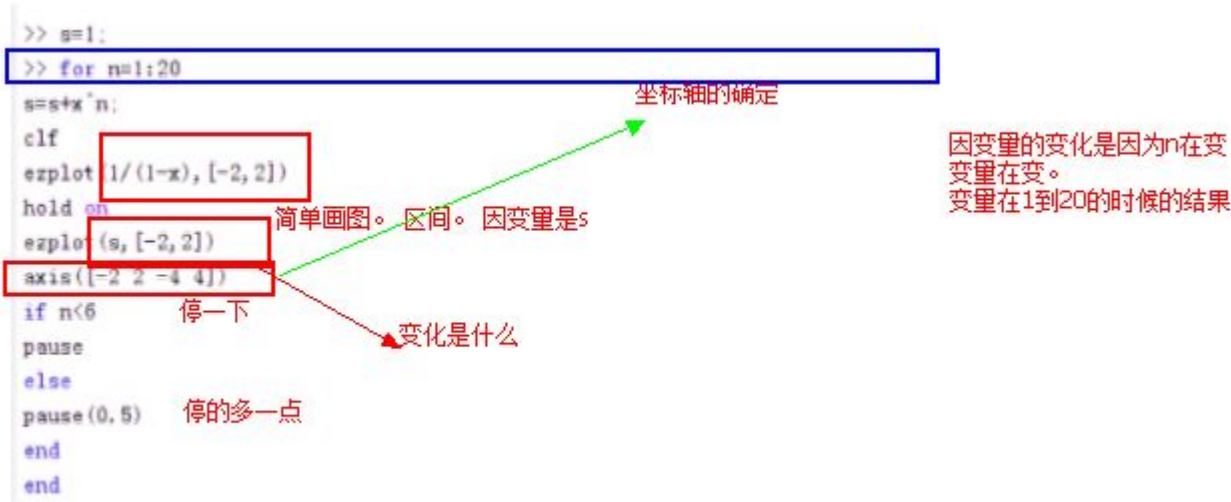 >> s=1;
>> for n=1:20
s=s+x^n;
坐标轴的确定
clf
ezplot(1/(1-x),[-2,2])
因变量的变化是因为n在变
变量在变。
变量在1到20的时候的结果
hold on
简单画图。 区间。 因变量是s
ezplot(s,[-2,2])
axis([-2 2 -4 4])
if n<6
停一下
pause
变化是什么
else
pause(0.5)
停的多一点
end
end